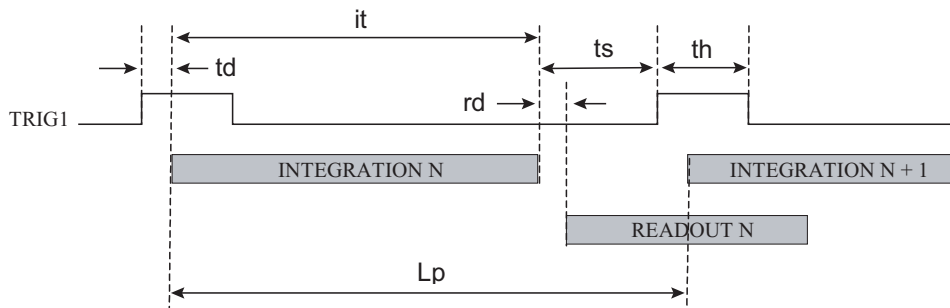 it
ts
th
td
rd
TRIG1
INTEGRATION N
INTEGRATION N + 1
READOUT N
Lp